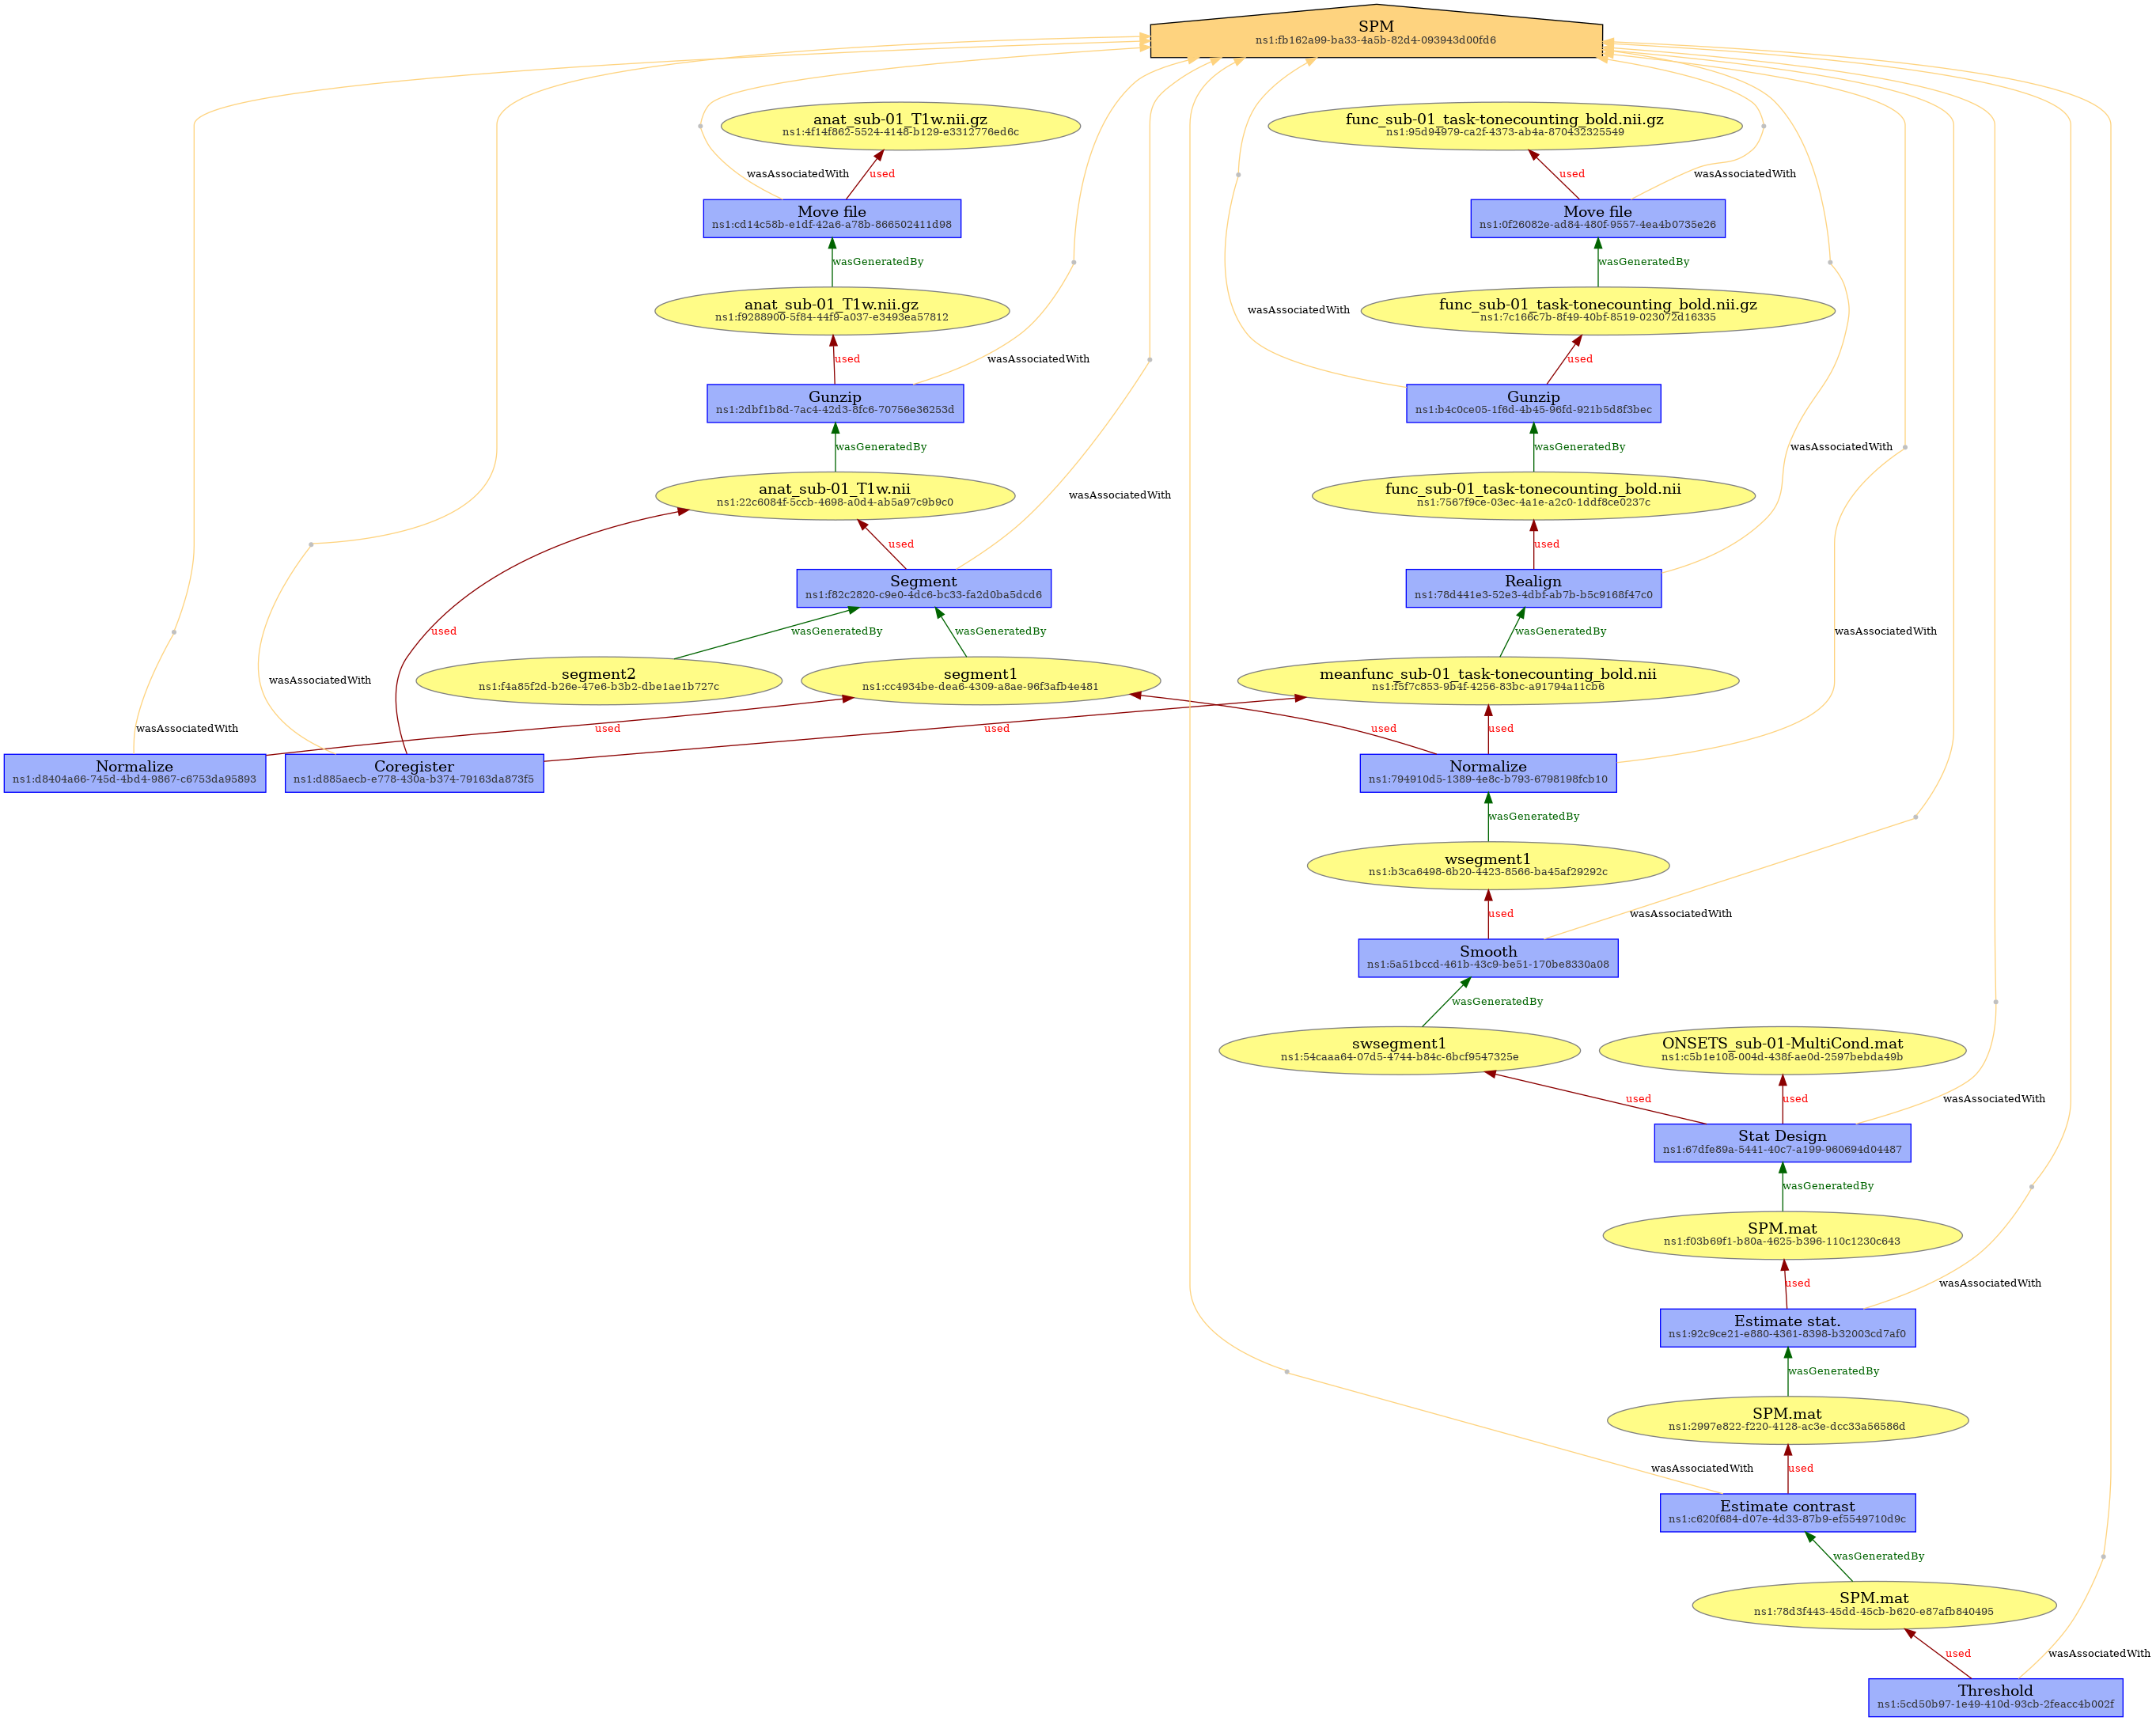 SPM
ns1:fb162a99-ba33-4a5b-82d4-093943d00fd6
anat_sub-01_T1w.nii.gz
ns1:4f14f862-5524-4148-b129-e3312776ed6c
func_sub-01_task-tonecounting_bold.nii.gz
ns1:95d94979-ca2f-4373-ab4a-870432325549
wasAssociatedWith
used
used
wasAssociatedWith
Move file
ns1:cd14c58b-e1df-42a6-a78b-866502411d98
Move file
ns1:0f26082e-ad84-480f-9557-4ea4b0735e26
wasGeneratedBy
wasGeneratedBy
anat_sub-01_T1w.nii.gz
ns1:f9288900-5f84-44f9-a037-e3493ea57812
wasAssociatedWith
func_sub-01_task-tonecounting_bold.nii.gz
ns1:7c166c7b-8f49-40bf-8519-023072d16335
used
wasAssociatedWith
used
Gunzip
ns1:2dbf1b8d-7ac4-42d3-8fc6-70756e36253d
Gunzip
ns1:b4c0ce05-1f6d-4b45-96fd-921b5d8f3bec
wasGeneratedBy
wasGeneratedBy
wasAssociatedWith
anat_sub-01_T1w.nii
ns1:22c6084f-5ccb-4698-a0d4-ab5a97c9b9c0
wasAssociatedWith
func_sub-01_task-tonecounting_bold.nii
ns1:7567f9ce-03ec-4a1e-a2c0-1ddf8ce0237c
used
used
Segment
ns1:f82c2820-c9e0-4dc6-bc33-fa2d0ba5dcd6
Realign
ns1:78d441e3-52e3-4dbf-ab7b-b5c9168f47c0
used
wasGeneratedBy
wasGeneratedBy
wasGeneratedBy
wasAssociatedWith
wasAssociatedWith
segment2
ns1:f4a85f2d-b26e-47e6-b3b2-dbe1ae1b727c
segment1
ns1:cc4934be-dea6-4309-a8ae-96f3afb4e481
meanfunc_sub-01_task-tonecounting_bold.nii
ns1:f5f7c853-9b4f-4256-83bc-a91794a11cb6
wasAssociatedWith
used
used
used
used
Normalize
ns1:d8404a66-745d-4bd4-9867-c6753da95893
Coregister
ns1:d885aecb-e778-430a-b374-79163da873f5
Normalize
ns1:794910d5-1389-4e8c-b793-6798198fcb10
wasGeneratedBy
wsegment1
ns1:b3ca6498-6b20-4423-8566-ba45af29292c
used
wasAssociatedWith
Smooth
ns1:5a51bccd-461b-43c9-be51-170be8330a08
wasGeneratedBy
swsegment1
ns1:54caaa64-07d5-4744-b84c-6bcf9547325e
ONSETS_sub-01-MultiCond.mat
ns1:c5b1e108-004d-438f-ae0d-2597bebda49b
used
used
wasAssociatedWith
Stat Design
ns1:67dfe89a-5441-40c7-a199-960694d04487
wasGeneratedBy
SPM.mat
ns1:f03b69f1-b80a-4625-b396-110c1230c643
used
wasAssociatedWith
Estimate stat.
ns1:92c9ce21-e880-4361-8398-b32003cd7af0
wasGeneratedBy
SPM.mat
ns1:2997e822-f220-4128-ac3e-dcc33a56586d
wasAssociatedWith
used
Estimate contrast
ns1:c620f684-d07e-4d33-87b9-ef5549710d9c
wasGeneratedBy
SPM.mat
ns1:78d3f443-45dd-45cb-b620-e87afb840495
used
wasAssociatedWith
Threshold
ns1:5cd50b97-1e49-410d-93cb-2feacc4b002f